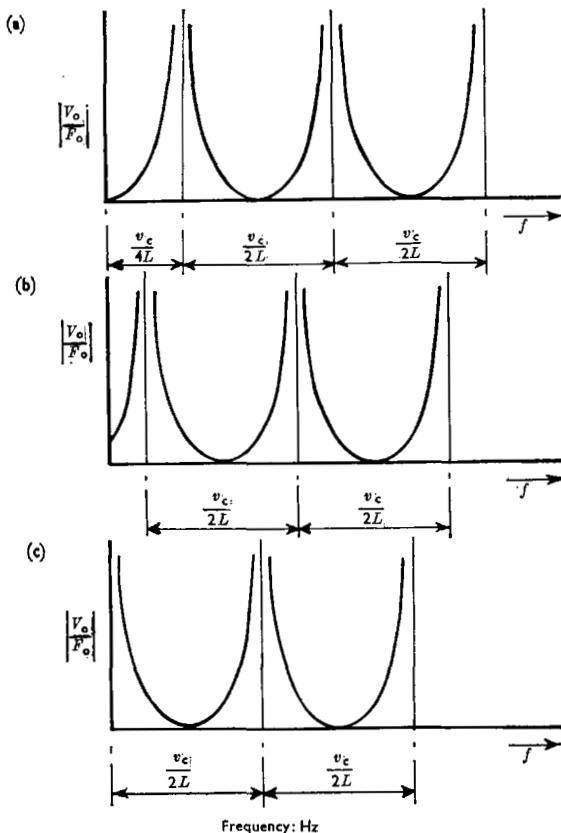 (a)
|V₀/F₀|
f
v_c/4L
v_c/2L
v_c/2L
(b)
|V₀/F₀|
f
v_c/2L
v_c/2L
(c)
|V₀/F₀|
f
v_c/2L
v_c/2L
Frequency: Hz